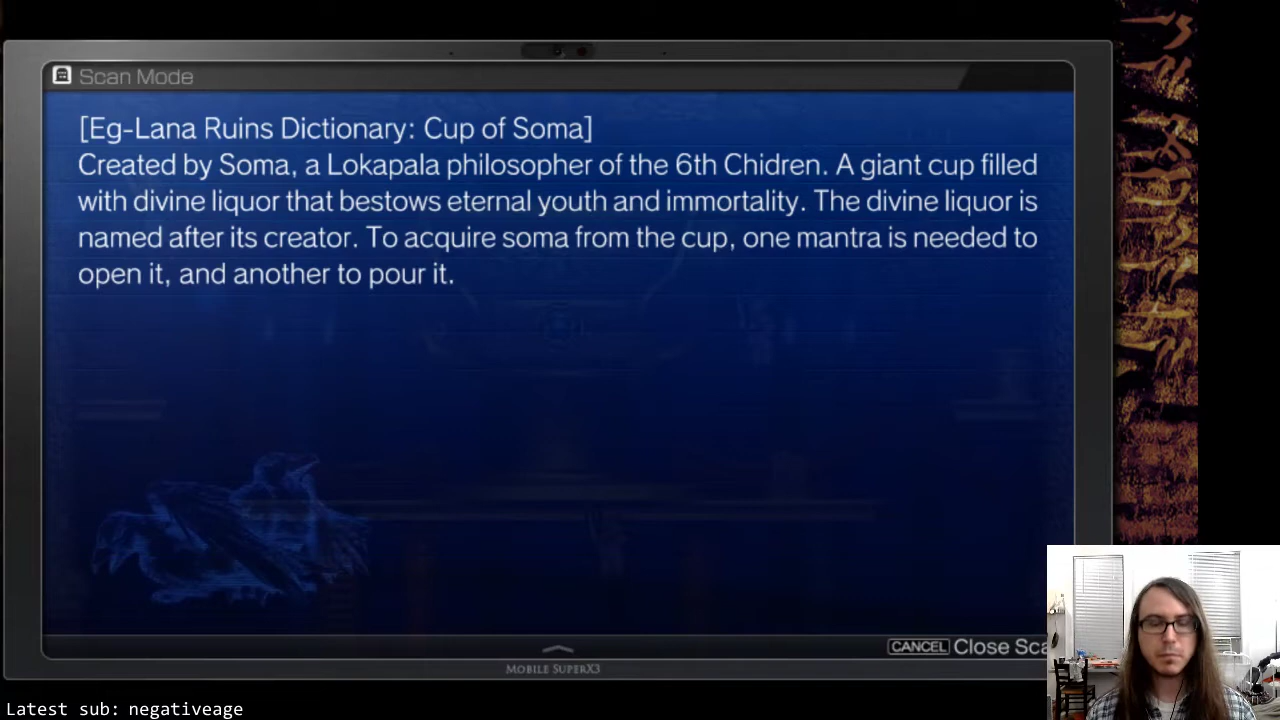 Scan Mode
[Eg-Lana Ruins Dictionary: Cup of Soma]
Created by Soma, a Lokapala philosopher of the 6th Chidren. A giant cup filled
with divine liquor that bestows eternal youth and immortality. The divine liquor is
named after its creator. To acquire soma from the cup, one mantra is needed to
open it, and another to pour it.
CANCEL Close Sca
MOBILE SUPERX3
Latest sub: negativeage